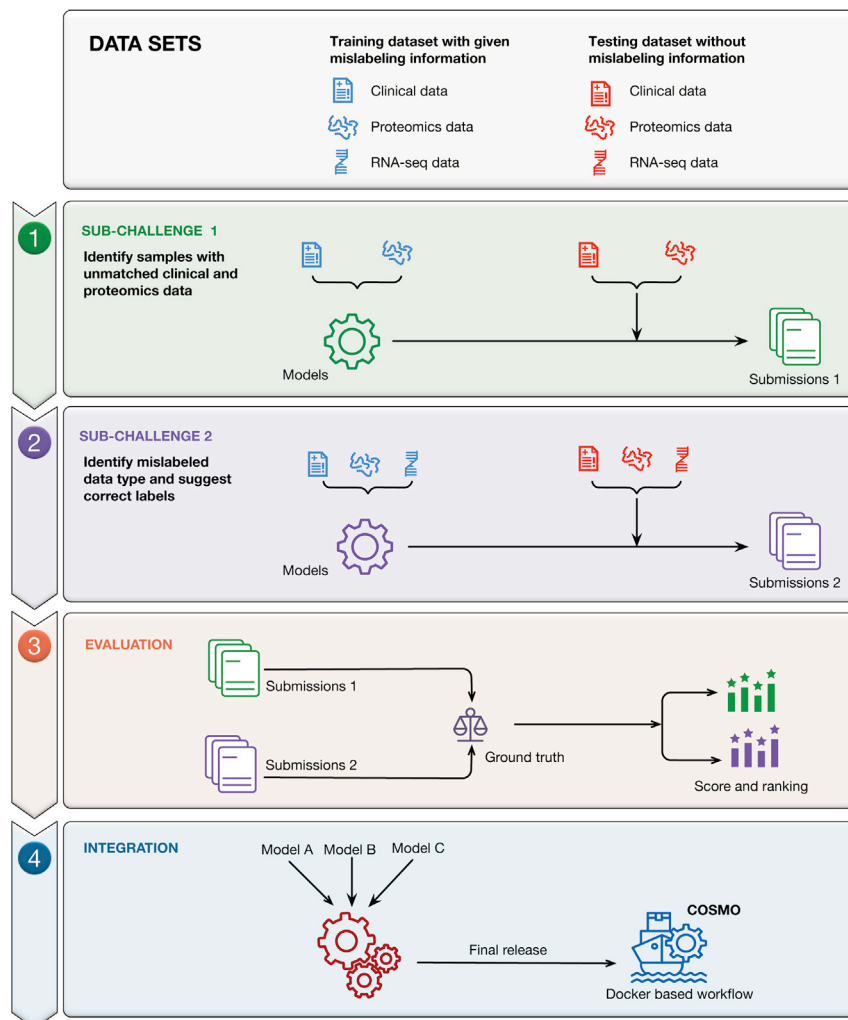 DATA SETS
Training dataset with given
mislabeling information
Clinical data
Proteomics data
RNA-seq data
Testing dataset without
mislabeling information
Clinical data
Proteomics data
RNA-seq data
1
SUB-CHALLENGE 1
Identify samples with
unmatched clinical and
proteomics data
Models
Submissions 1
2
SUB-CHALLENGE 2
Identify mislabeled
data type and suggest
correct labels
Models
Submissions 2
3
EVALUATION
Submissions 1
Submissions 2
Ground truth
Score and ranking
4
INTEGRATION
Model A
Model B
Model C
Final release
COSMO
Docker based workflow